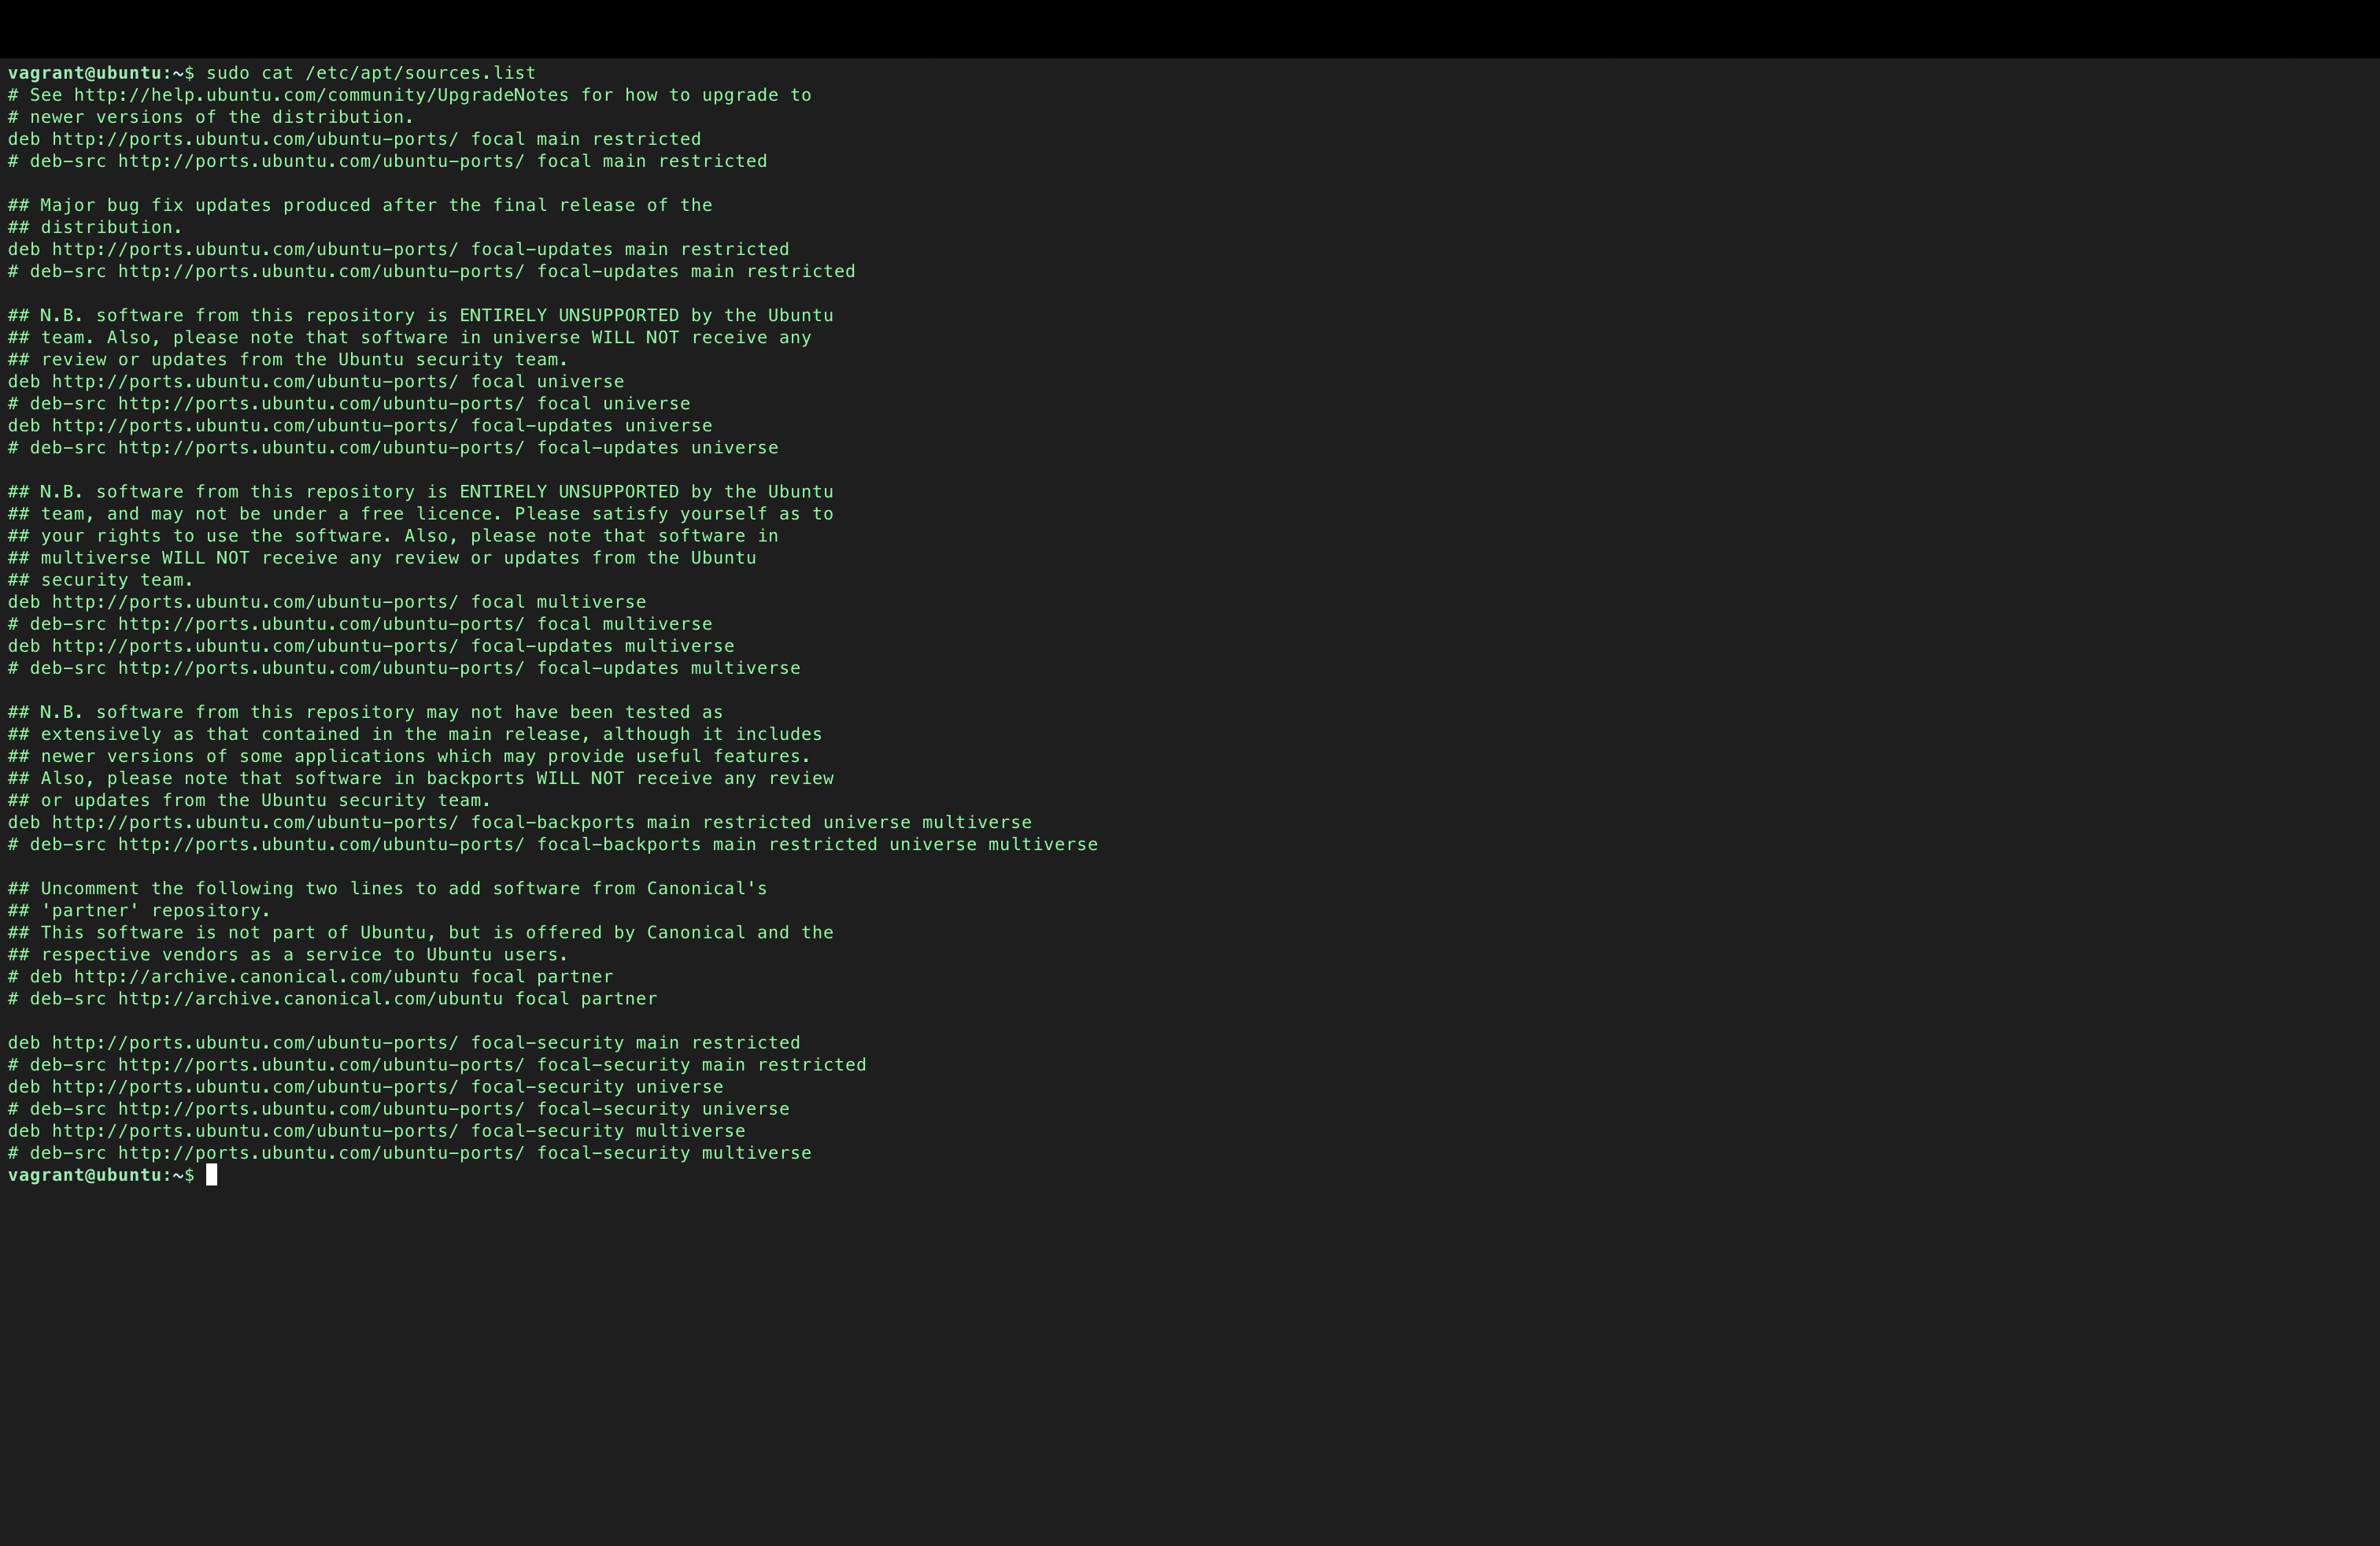 vagrant@ubuntu:~$ sudo cat /etc/apt/sources.list
# See http://help.ubuntu.com/community/UpgradeNotes for how to upgrade to
# newer versions of the distribution.
deb http://ports.ubuntu.com/ubuntu-ports/ focal main restricted
# deb-src http://ports.ubuntu.com/ubuntu-ports/ focal main restricted

## Major bug fix updates produced after the final release of the
## distribution.
deb http://ports.ubuntu.com/ubuntu-ports/ focal-updates main restricted
# deb-src http://ports.ubuntu.com/ubuntu-ports/ focal-updates main restricted

## N.B. software from this repository is ENTIRELY UNSUPPORTED by the Ubuntu
## team. Also, please note that software in universe WILL NOT receive any
## review or updates from the Ubuntu security team.
deb http://ports.ubuntu.com/ubuntu-ports/ focal universe
# deb-src http://ports.ubuntu.com/ubuntu-ports/ focal universe
deb http://ports.ubuntu.com/ubuntu-ports/ focal-updates universe
# deb-src http://ports.ubuntu.com/ubuntu-ports/ focal-updates universe

## N.B. software from this repository is ENTIRELY UNSUPPORTED by the Ubuntu
## team, and may not be under a free licence. Please satisfy yourself as to
## your rights to use the software. Also, please note that software in
## multiverse WILL NOT receive any review or updates from the Ubuntu
## security team.
deb http://ports.ubuntu.com/ubuntu-ports/ focal multiverse
# deb-src http://ports.ubuntu.com/ubuntu-ports/ focal multiverse
deb http://ports.ubuntu.com/ubuntu-ports/ focal-updates multiverse
# deb-src http://ports.ubuntu.com/ubuntu-ports/ focal-updates multiverse

## N.B. software from this repository may not have been tested as
## extensively as that contained in the main release, although it includes
## newer versions of some applications which may provide useful features.
## Also, please note that software in backports WILL NOT receive any review
## or updates from the Ubuntu security team.
deb http://ports.ubuntu.com/ubuntu-ports/ focal-backports main restricted universe multiverse
# deb-src http://ports.ubuntu.com/ubuntu-ports/ focal-backports main restricted universe multiverse

## Uncomment the following two lines to add software from Canonical's
## 'partner' repository.
## This software is not part of Ubuntu, but is offered by Canonical and the
## respective vendors as a service to Ubuntu users.
# deb http://archive.canonical.com/ubuntu focal partner
# deb-src http://archive.canonical.com/ubuntu focal partner

deb http://ports.ubuntu.com/ubuntu-ports/ focal-security main restricted
# deb-src http://ports.ubuntu.com/ubuntu-ports/ focal-security main restricted
deb http://ports.ubuntu.com/ubuntu-ports/ focal-security universe
# deb-src http://ports.ubuntu.com/ubuntu-ports/ focal-security universe
deb http://ports.ubuntu.com/ubuntu-ports/ focal-security multiverse
# deb-src http://ports.ubuntu.com/ubuntu-ports/ focal-security multiverse
vagrant@ubuntu:~$